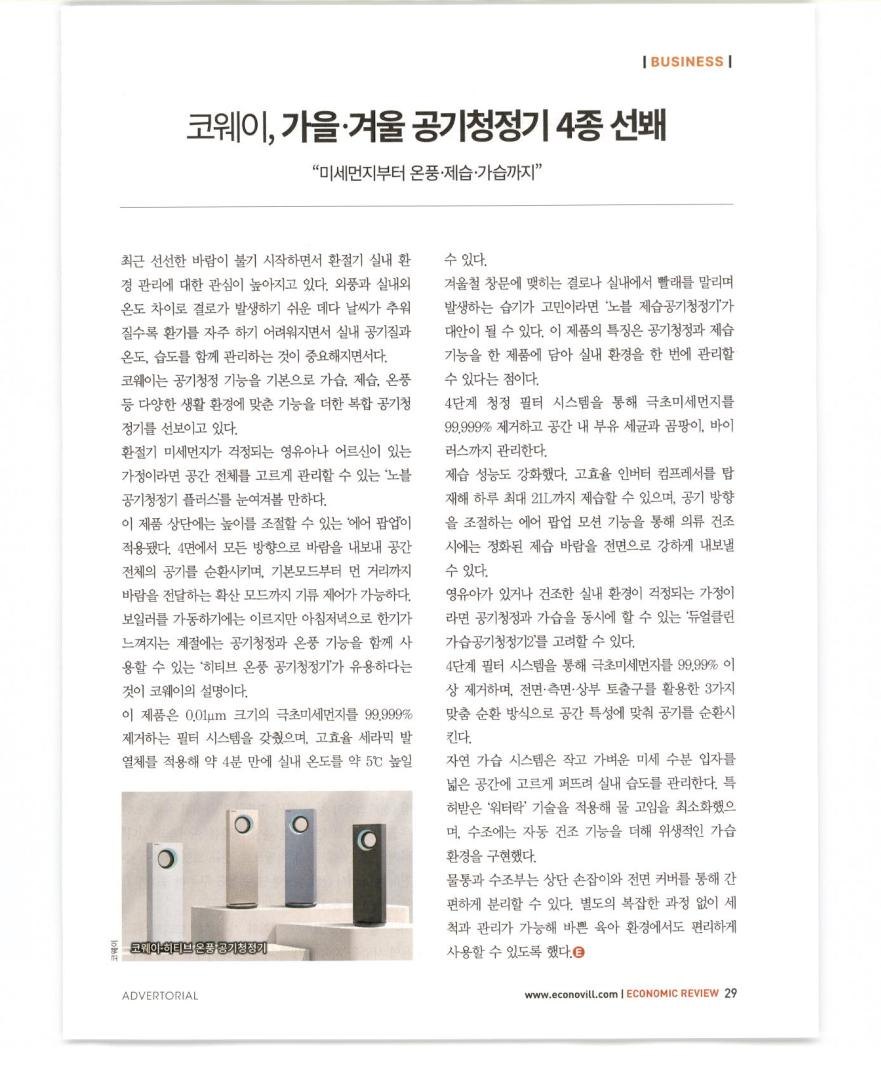 | BUSINESS |
코웨이, 가을·겨울 공기청정기 4종 선봬
“미세먼지부터 온풍·제습·가습까지”
최근 선선한 바람이 불기 시작하면서 환절기 실내 환
경 관리에 대한 관심이 높아지고 있다. 외풍과 실내외
온도 차이로 결로가 발생하기 쉬운 데다 날씨가 추워
질수록 환기를 자주 하기 어려워지면서 실내 공기질과
온도, 습도를 함께 관리하는 것이 중요해지면서다.
코웨이는 공기청정 기능을 기본으로 가습, 제습, 온풍
등 다양한 생활 환경에 맞춘 기능을 더한 복합 공기청
정기를 선보이고 있다.
환절기 미세먼지가 걱정되는 영유아나 어르신이 있는
가정이라면 공간 전체를 고르게 관리할 수 있는 ‘노블
공기청정기 플러스’를 눈여겨볼 만하다.
이 제품 상단에는 높이를 조절할 수 있는 ‘에어 팝업’이
적용됐다. 4면에서 모든 방향으로 바람을 내보내 공간
전체의 공기를 순환시키며, 기본모드부터 먼 거리까지
바람을 전달하는 확산 모드까지 기류 제어가 가능하다.
보일러를 가동하기에는 이르지만 아침저녁으로 한기가
느껴지는 계절에는 공기청정과 온풍 기능을 함께 사
용할 수 있는 ‘히티브 온풍 공기청정기’가 유용하다는
것이 코웨이의 설명이다.
이 제품은 0.01μm 크기의 극초미세먼지를 99.999%
제거하는 필터 시스템을 갖췄으며, 고효율 세라믹 발
열체를 적용해 약 4분 만에 실내 온도를 약 5℃ 높일
코웨이
코웨이 히티브 온풍 공기청정기
수 있다.
겨울철 창문에 맺히는 결로나 실내에서 빨래를 말리며
발생하는 습기가 고민이라면 ‘노블 제습공기청정기’가
대안이 될 수 있다. 이 제품의 특징은 공기청정과 제습
기능을 한 제품에 담아 실내 환경을 한 번에 관리할
수 있다는 점이다.
4단계 청정 필터 시스템을 통해 극초미세먼지를
99.999% 제거하고 공간 내 부유 세균과 곰팡이, 바이
러스까지 관리한다.
제습 성능도 강화했다. 고효율 인버터 컴프레서를 탑
재해 하루 최대 21L까지 제습할 수 있으며, 공기 방향
을 조절하는 에어 팝업 모션 기능을 통해 의류 건조
시에는 정화된 제습 바람을 전면으로 강하게 내보낼
수 있다.
영유아가 있거나 건조한 실내 환경이 걱정되는 가정이
라면 공기청정과 가습을 동시에 할 수 있는 ‘듀얼클린
가습공기청정기2’를 고려할 수 있다.
4단계 필터 시스템을 통해 극초미세먼지를 99.99% 이
상 제거하며, 전면·측면·상부 토출구를 활용한 3가지
맞춤 순환 방식으로 공간 특성에 맞춰 공기를 순환시
킨다.
자연 가습 시스템은 작고 가벼운 미세 수분 입자를
넓은 공간에 고르게 퍼뜨려 실내 습도를 관리한다. 특
허받은 ‘워터락’ 기술을 적용해 물 고임을 최소화했으
며, 수조에는 자동 건조 기능을 더해 위생적인 가습
환경을 구현했다.
물통과 수조부는 상단 손잡이와 전면 커버를 통해 간
편하게 분리할 수 있다. 별도의 복잡한 과정 없이 세
척과 관리가 가능해 바쁜 육아 환경에서도 편리하게
사용할 수 있도록 했다.E
ADVERTORIAL
www.econovill.com | ECONOMIC REVIEW 29